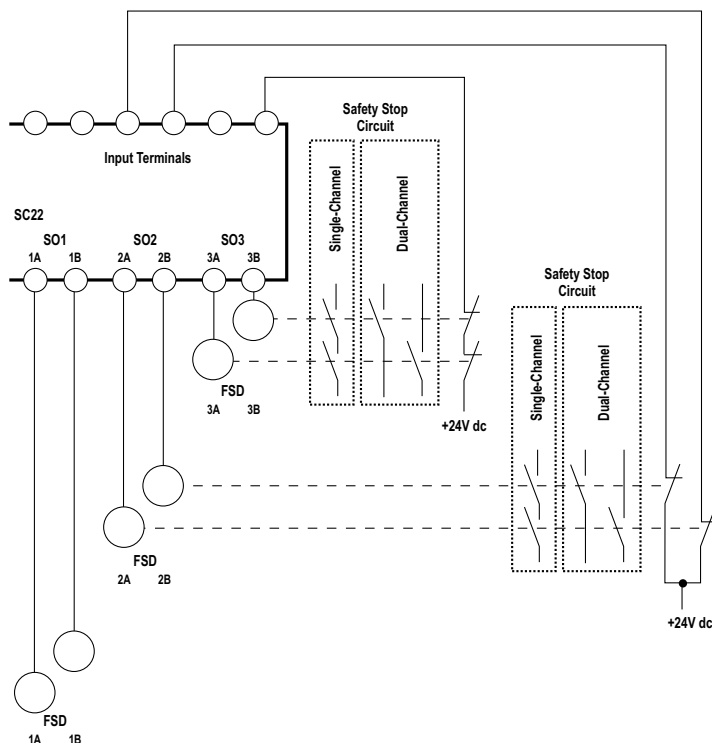 Safety Stop
Circuit
Input Terminals
Single-Channel
Dual-Channel
SC22
SO1 SO2 SO3
1A 1B 2A 2B 3A 3B
Safety Stop
Circuit
Single-Channel
Dual-Channel
FSD
3A 3B
+24V dc
FSD
2A 2B
+24V dc
FSD
1A 1B